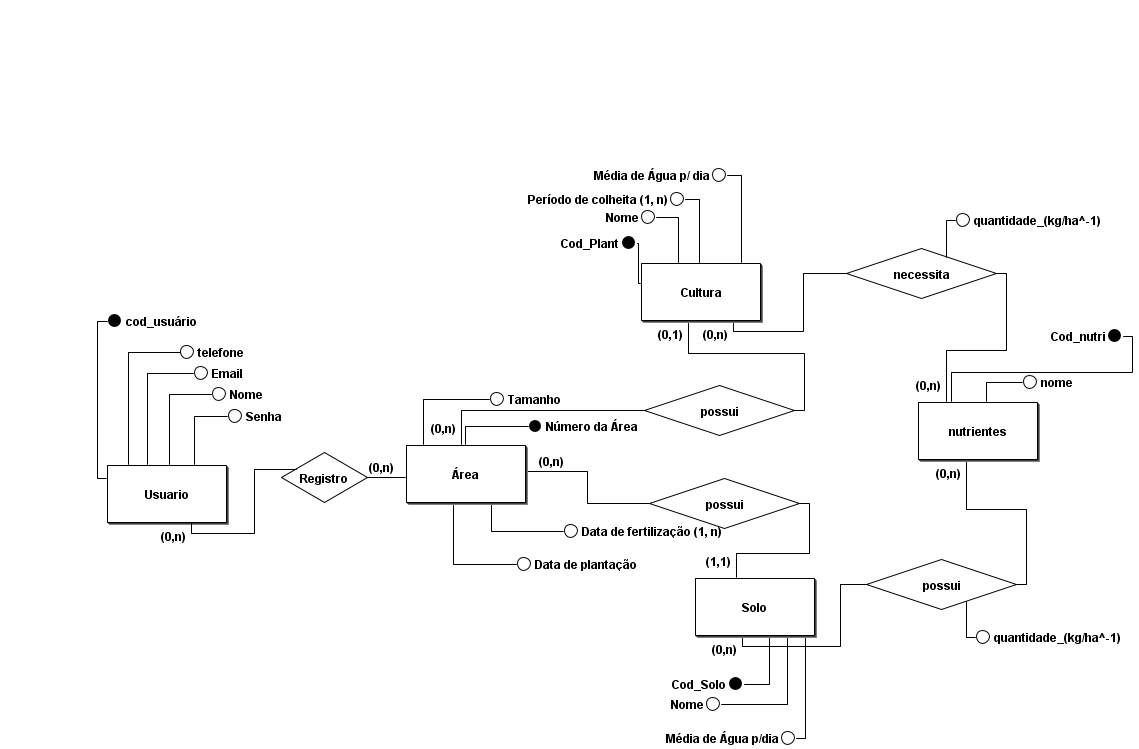 Média de Água p/ dia
Período de colheita (1, n)
Nome
quantidade_(kg/ha^-1)
Cod_Plant
necessita
Cultura
cod_usuário
(0,1)
(0,n)
Cod_nutri
telefone
Email
(0,n)
nome
Nome
Tamanho
possui
Senha
(0,n)
Número da Área
nutrientes
(0,n)
(0,n)
Registro
Área
(0,n)
Usuario
possui
(0,n)
Data de fertilização (1, n)
(1,1)
Data de plantação
possui
Solo
quantidade_(kg/ha^-1)
(0,n)
Cod_Solo
Nome
Média de Água p/dia